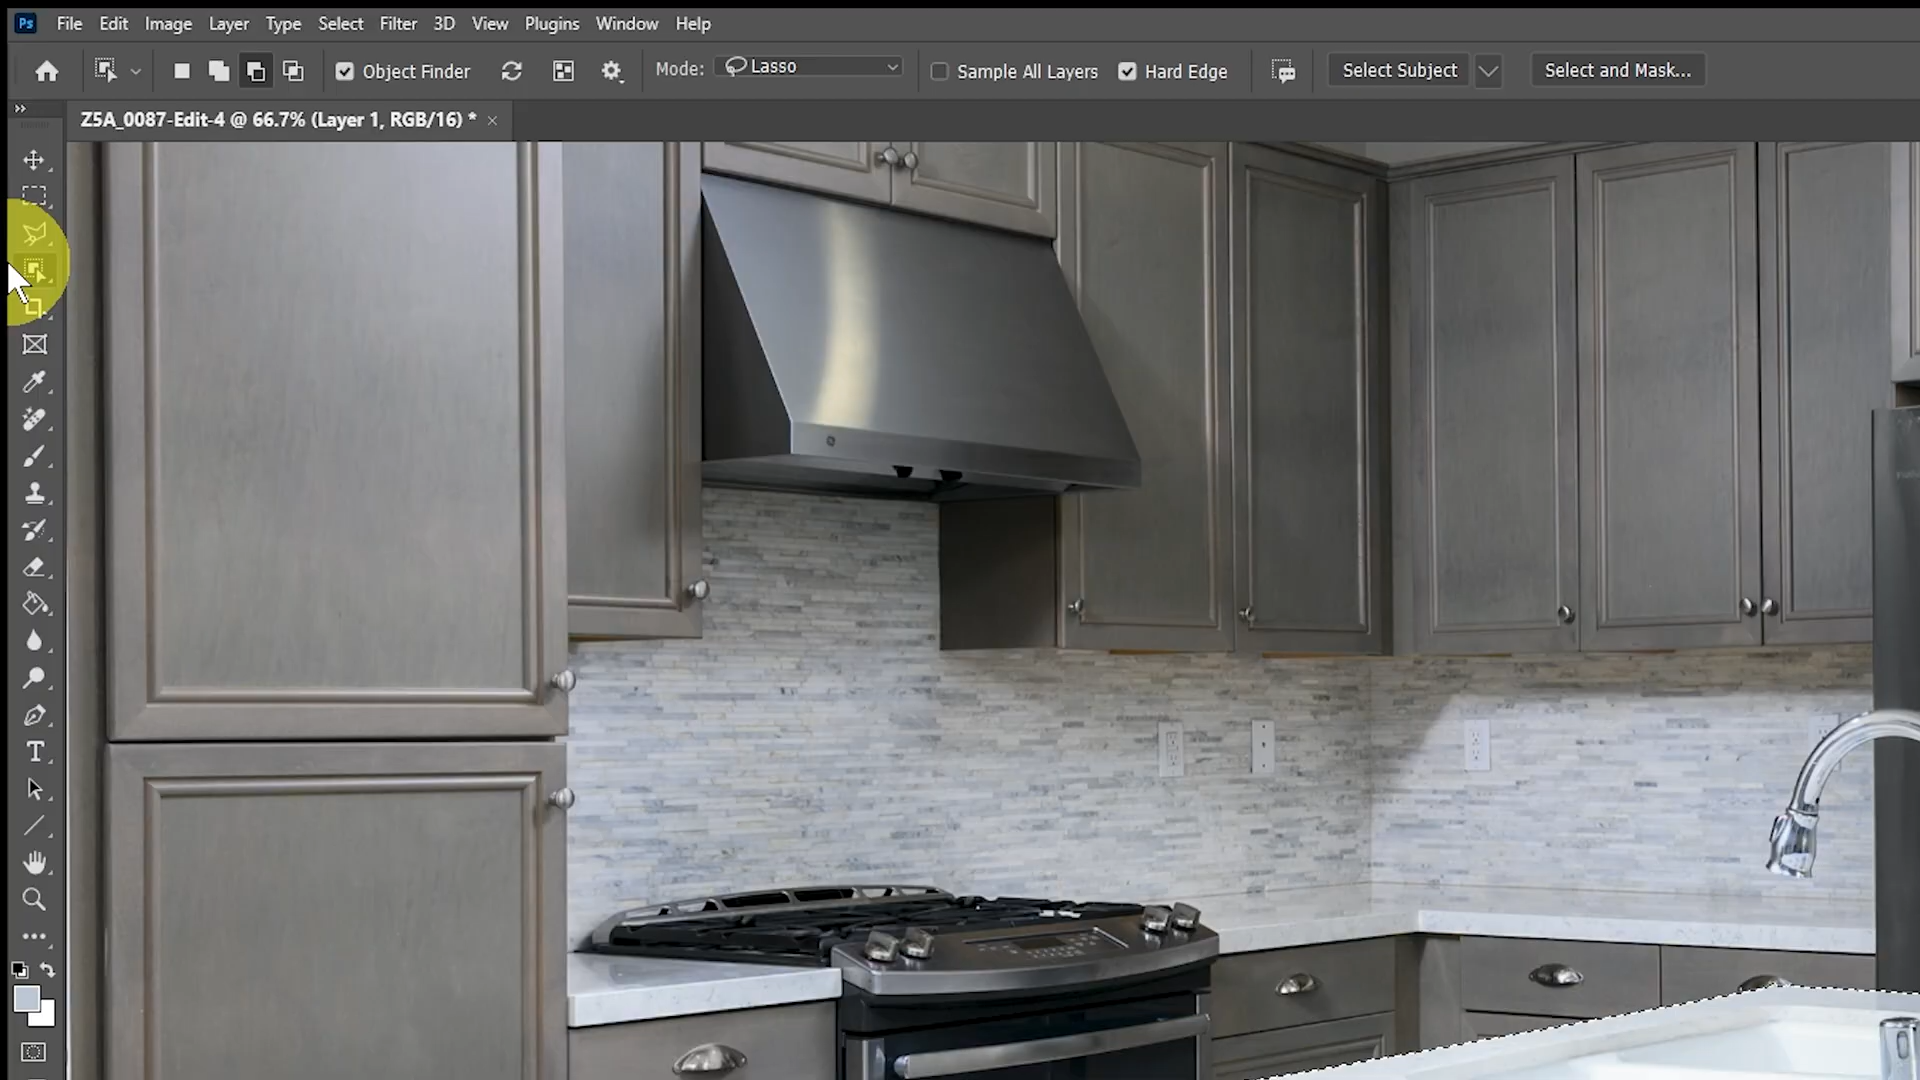 Ps File Edit Image Layer Type Select Filter 3D View Plugins Window Help
Object Finder Mode: Lasso Sample All Layers Hard Edge Select Subject Select and Mask...
Z5A_0087-Edit-4 @ 66.7% (Layer 1, RGB/16) * ×